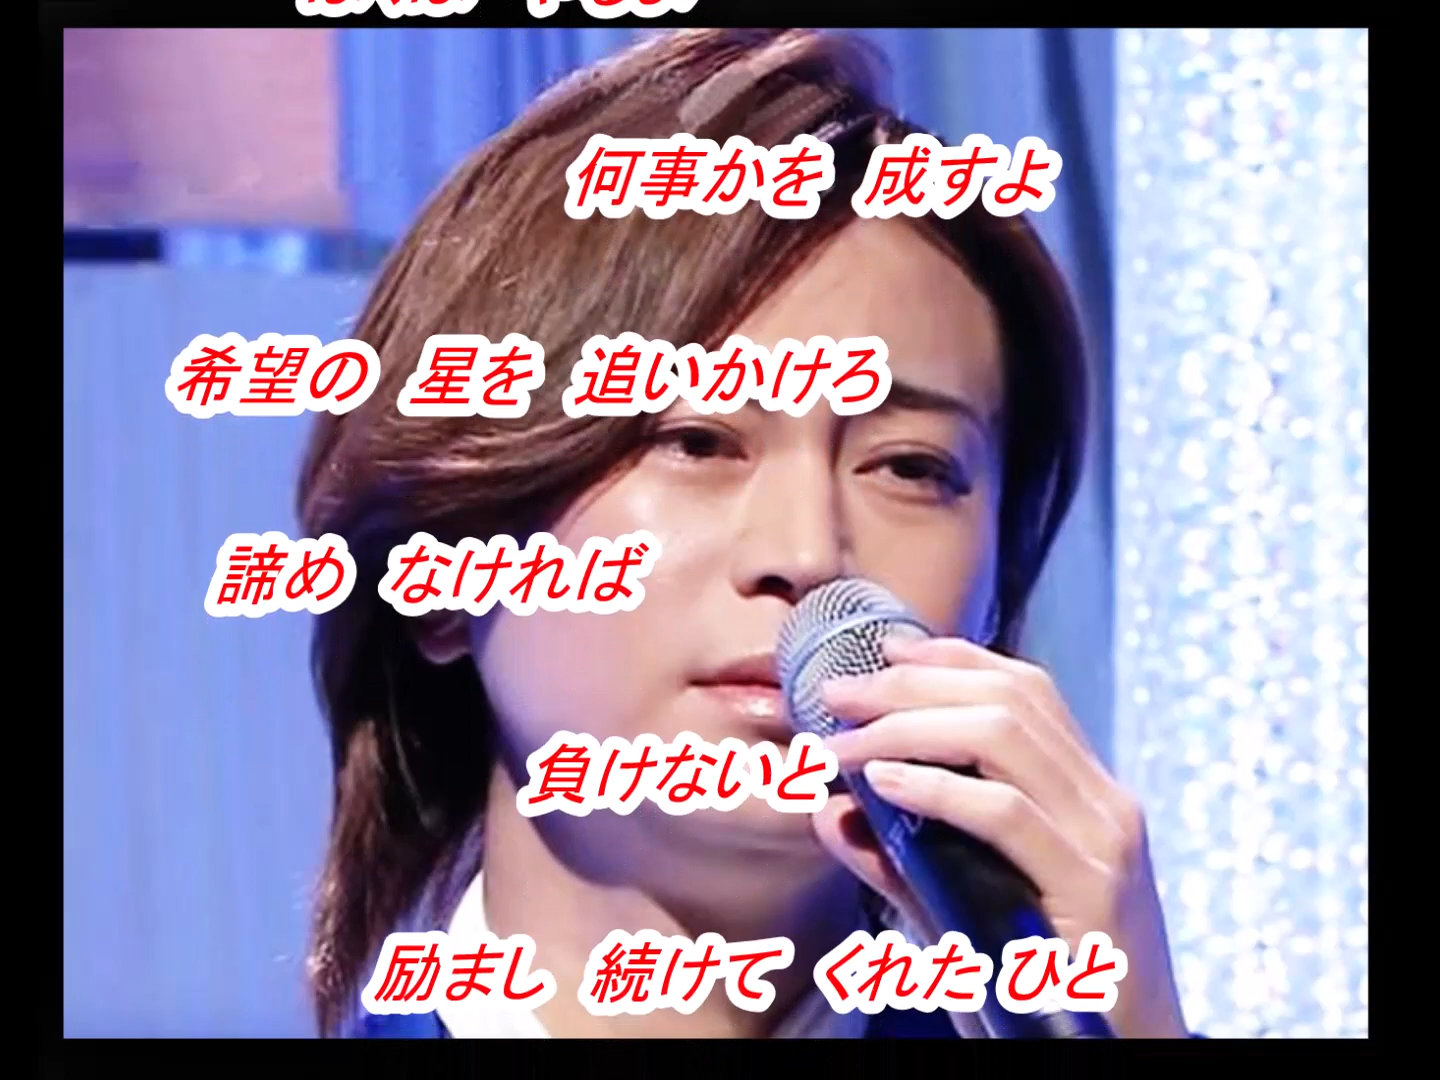 何事かを 成すよ
希望の 星を 追いかけろ
諦め なければ
負けないと
励まし 続けて くれた ひと